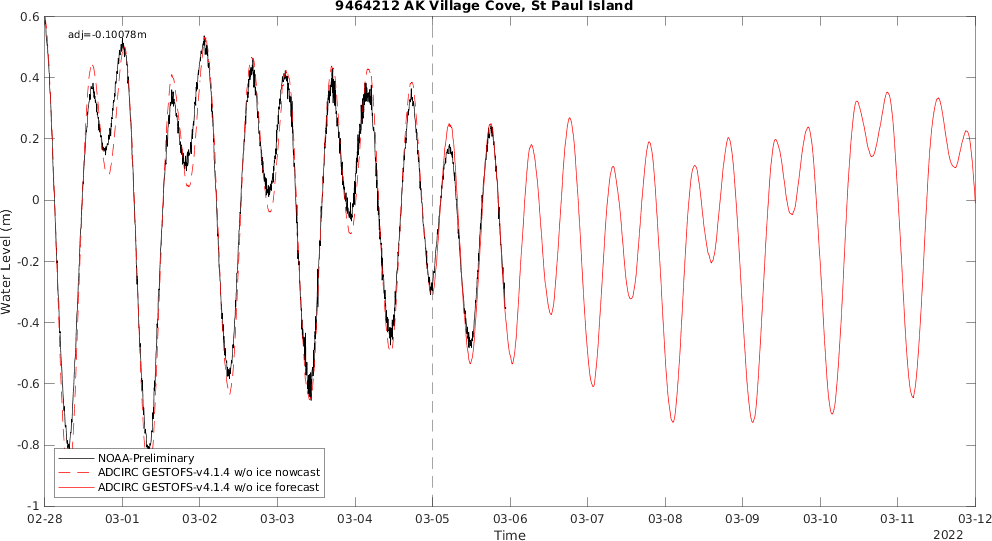 9464212 AK Village Cove, St Paul Island
adj=-0.10078m
0.6
0.4
0.2
0
-0.2
-0.4
-0.6
-0.8
-1
Water Level (m)
NOAA-Preliminary
ADCIRC GESTOFS-v4.1.4 w/o ice nowcast
ADCIRC GESTOFS-v4.1.4 w/o ice forecast
02-28 03-01 03-02 03-03 03-04 03-05 03-06 03-07 03-08 03-09 03-10 03-11 03-12
Time
2022